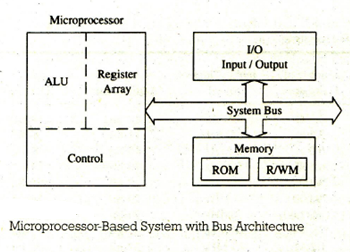 Microprocessor
ALU
Register
Array
Control
I/O
Input / Output
System Bus
Memory
ROM
R/WM
Microprocessor-Based System with Bus Architecture